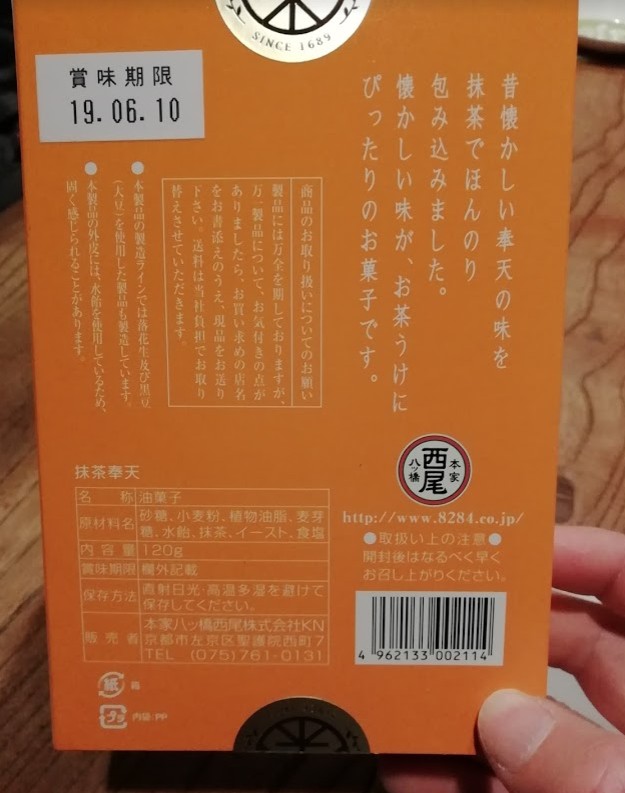 SINCE 1689
賞味期限
19.06.10
昔懐かしい奉天の味を
抹茶でほんのり
包み込みました。
懐かしい味が、お茶うけに
ぴったりのお菓子です。
商品のお取り扱いについてのお願い
製品には万全を期しておりますが、
万一製品について、お気付きの点が
ありましたら、お買い求めの店名
をお書添えのうえ、現品をお送り
下さい。送料は当社負担でお取り
替えさせていただきます。
●本製品の製造ラインでは落花生及び黒豆
(大豆)を使用した製品も製造しています。
●本製品の外皮には、水飴を使用しているため、
固く感じられることがあります。
本家
西尾
八ッ橋
http://www.8284.co.jp/
●取扱い上の注意●
開封後はなるべく早く
お召し上がりください。
4 962133 002114
抹茶奉天
名称 油菓子
原材料名 砂糖、小麦粉、植物油脂、麦芽
糖、水飴、抹茶、イースト、食塩
内容量 120g
賞味期限 欄外記載
保存方法 直射日光・高温多湿を避けて
保存してください。
販売者 本家八ッ橋西尾株式会社KN
京都市左京区聖護院西町7
TEL (075)761-0131
紙 箱
プラ 内袋:PP